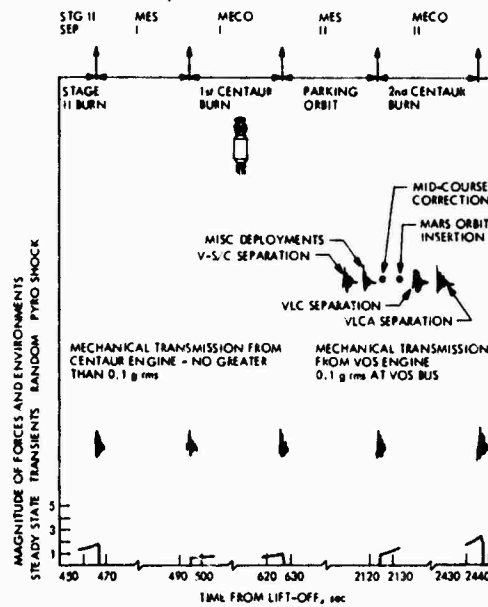 STG II MES MECO MES MECO
SEP I I II II
STAGE 1st CENTAUR PARKING 2nd CENTAUR
II BURN BURN ORBIT BURN
MID-COURSE
CORRECTION
MARS ORBIT
INSERTION
MISC DEPLOYMENTS
V-S/C SEPARATION
VLC SEPARATION
VLCA SEPARATION
MECHANICAL TRANSMISSION FROM
CENTAUR ENGINE - NO GREATER
THAN 0.1 g rms
MECHANICAL TRANSMISSION
FROM VOS ENGINE
0.1 g rms AT VOS BUS
MAGNITUDE OF FORCES AND ENVIRONMENTS
STEADY STATE TRANSIENTS RANDOM PYRO SHOCK
5
3
1
450 470 490 500 620 630 2120 2130 2430 2440
TIME FROM LIFT-OFF, sec